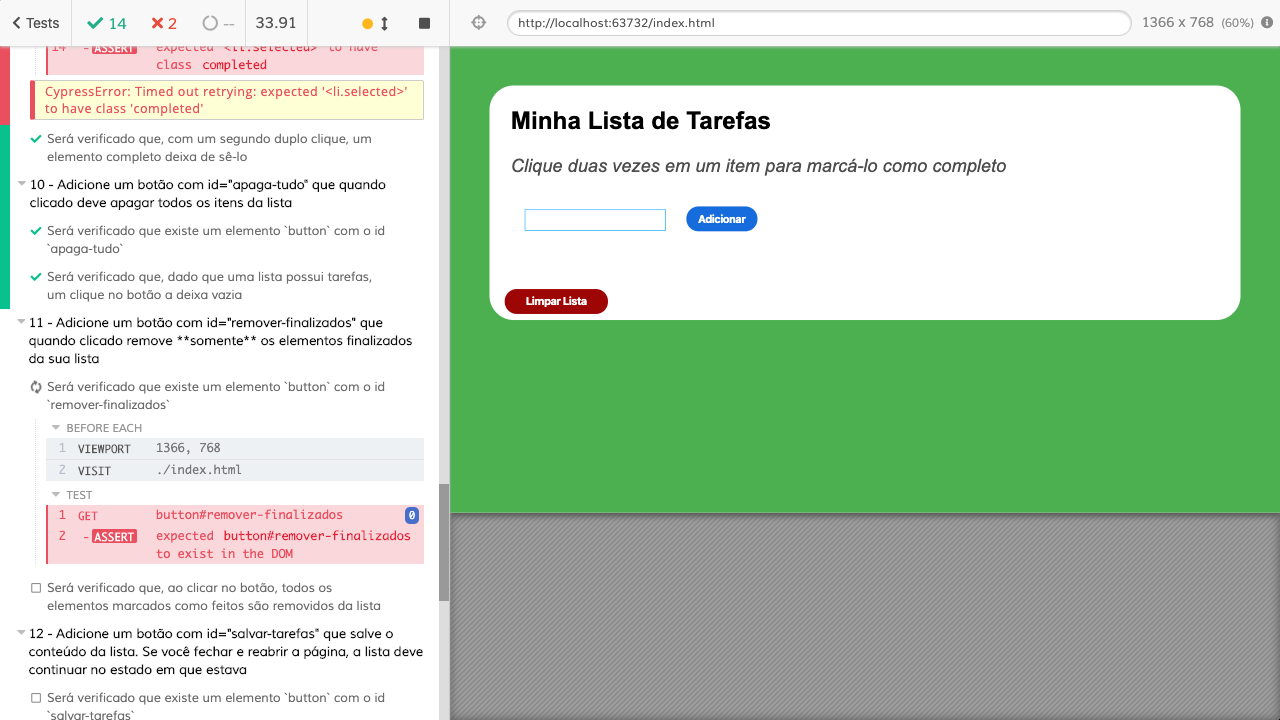 Tests
14
2
--
33.91
http://localhost:63732/index.html
1366 x 768 (60%)
14 -ASSERT expected <li.selected> to have
class completed
CypressError: Timed out retrying: expected '<li.selected>'
to have class 'completed'
Será verificado que, com um segundo duplo clique, um
elemento completo deixa de sê-lo
10 - Adicione um botão com id="apaga-tudo" que quando
clicado deve apagar todos os itens da lista
Será verificado que existe um elemento `button` com o id
`apaga-tudo`
Será verificado que, dado que uma lista possui tarefas,
um clique no botão a deixa vazia
11 - Adicione um botão com id="remover-finalizados" que
quando clicado remove **somente** os elementos finalizados
da sua lista
Será verificado que existe um elemento `button` com o id
`remover-finalizados`
BEFORE EACH
1 VIEWPORT 1366, 768
2 VISIT ./index.html
TEST
1 GET button#remover-finalizados 0
2 -ASSERT expected button#remover-finalizados
to exist in the DOM
Será verificado que, ao clicar no botão, todos os
elementos marcados como feitos são removidos da lista
12 - Adicione um botão com id="salvar-tarefas" que salve o
conteúdo da lista. Se você fechar e reabrir a página, a lista deve
continuar no estado em que estava
Será verificado que existe um elemento `button` com o id
`salvar-tarefas`
Minha Lista de Tarefas
Clique duas vezes em um item para marcá-lo como completo
Adicionar
Limpar Lista